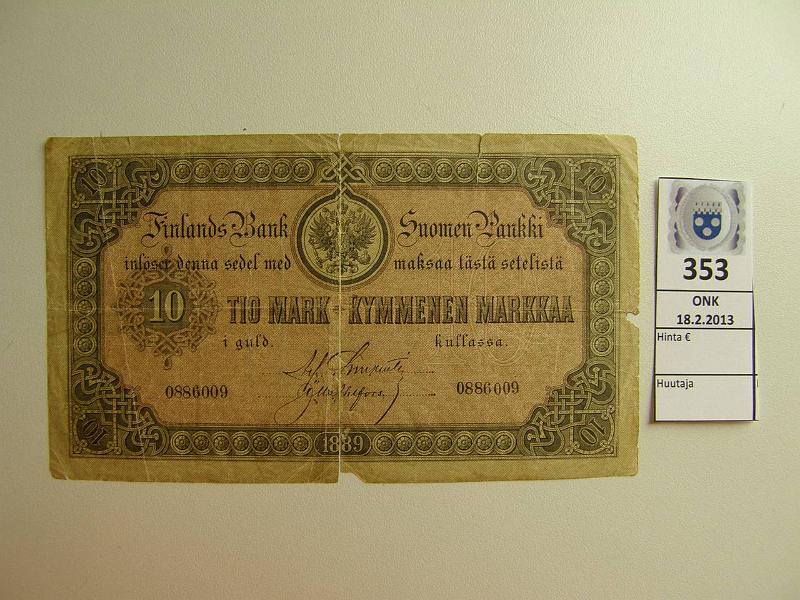 10 10
Finlands Bank Suomen Pankki
inlöser denna sedel med maksaa tästä setelistä
10 TIO MARK - KYMMENEN MARKKAA
i guld. kullassa.
0886009 0886009
10 1889 10
353
ONK
18.2.2013
Hinta €
Huutaja